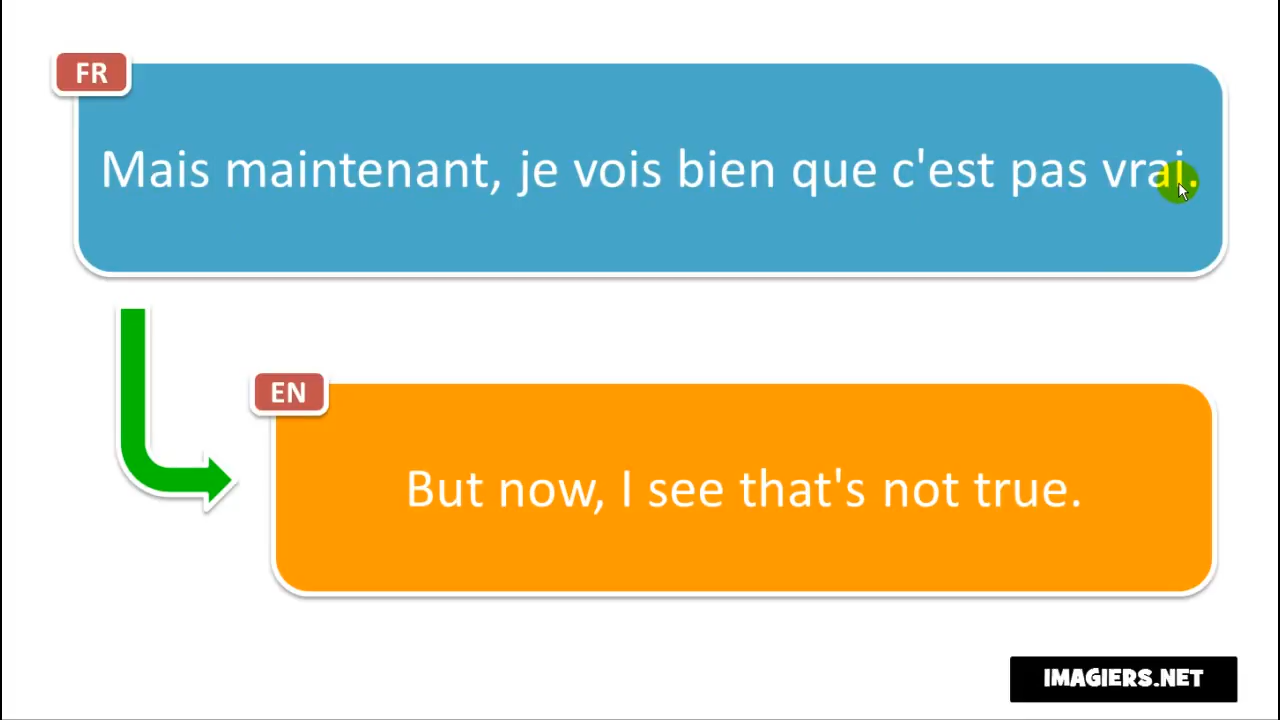 FR
Mais maintenant, je vois bien que c'est pas vrai.
EN
But now, I see that's not true.
IMAGIERS.NET